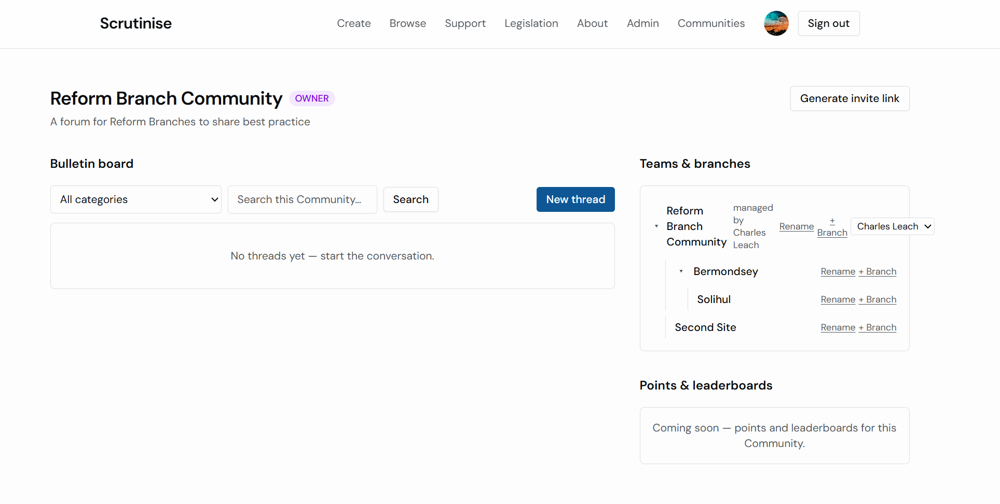 Scrutinise
Create
Browse
Support
Legislation
About
Admin
Communities
Sign out
Reform Branch Community
OWNER
Generate invite link
A forum for Reform Branches to share best practice
Bulletin board
All categories
Search this Community...
Search
New thread
No threads yet — start the conversation.
Teams & branches
Reform
Branch
Community
managed
by
Charles
Leach
Rename
+
Branch
Charles Leach
Bermondsey
Rename + Branch
Solihul
Rename + Branch
Second Site
Rename + Branch
Points & leaderboards
Coming soon — points and leaderboards for this
Community.